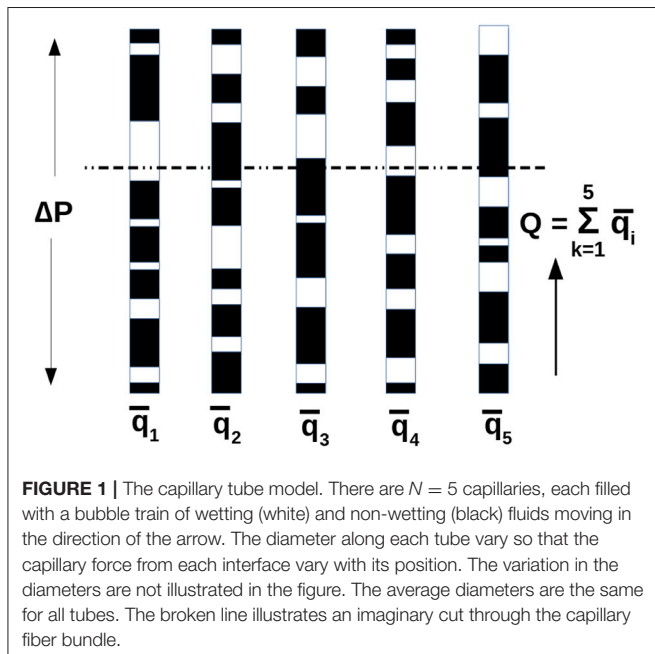 ΔP
Q = 5 Σ k=1 q̅i
q̅1 q̅2 q̅3 q̅4 q̅5
FIGURE 1 | The capillary tube model. There are N = 5 capillaries, each filled
with a bubble train of wetting (white) and non-wetting (black) fluids moving in
the direction of the arrow. The diameter along each tube vary so that the
capillary force from each interface vary with its position. The variation in the
diameters are not illustrated in the figure. The average diameters are the same
for all tubes. The broken line illustrates an imaginary cut through the capillary
fiber bundle.